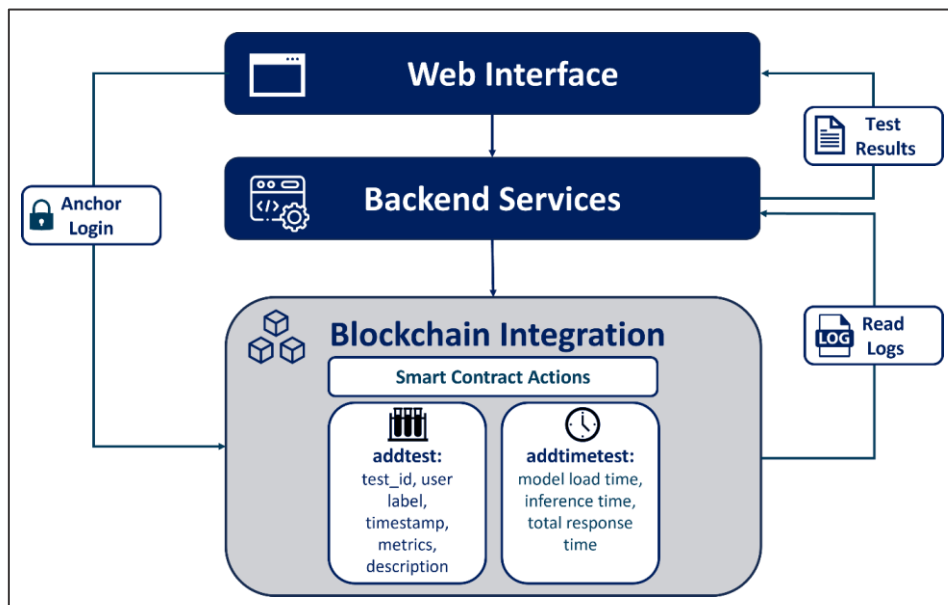 Web Interface
Test
Results
Backend Services
Anchor
Login
Blockchain Integration
LOG
Read
Logs
Smart Contract Actions
addtest:
test_id, user
label,
timestamp,
metrics,
description
addtimetest:
model load time,
inference time,
total response
time